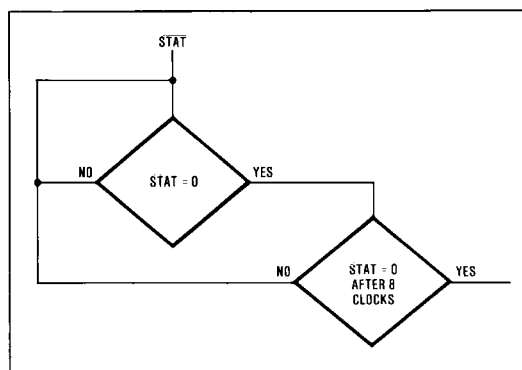 STAT
NO
STAT = 0
YES
NO
STAT = 0
AFTER 8
CLOCKS
YES